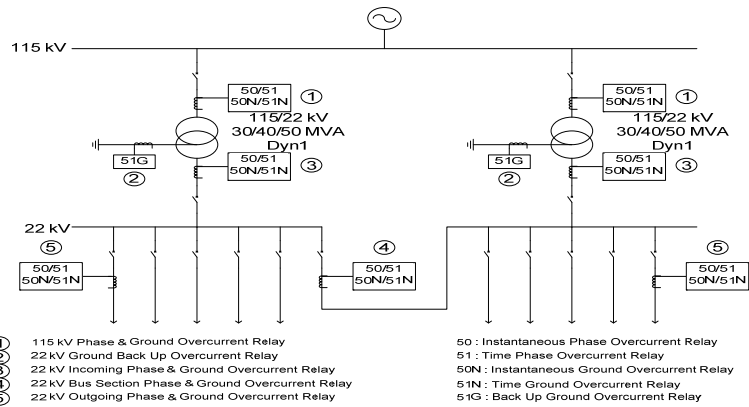 115 kV
50/51
50N/51N
①
115/22 kV
30/40/50 MVA
Dyn1
51G
②
50/51
50N/51N
③
50/51
50N/51N
①
115/22 kV
30/40/50 MVA
Dyn1
51G
②
50/51
50N/51N
③
22 kV
⑤
50/51
50N/51N
④
50/51
50N/51N
⑤
50/51
50N/51N
① 115 kV Phase & Ground Overcurrent Relay
② 22 kV Ground Back Up Overcurrent Relay
③ 22 kV Incoming Phase & Ground Overcurrent Relay
④ 22 kV Bus Section Phase & Ground Overcurrent Relay
⑤ 22 kV Outgoing Phase & Ground Overcurrent Relay
50 : Instantaneous Phase Overcurrent Relay
51 : Time Phase Overcurrent Relay
50N : Instantaneous Ground Overcurrent Relay
51N : Time Ground Overcurrent Relay
51G : Back Up Ground Overcurrent Relay